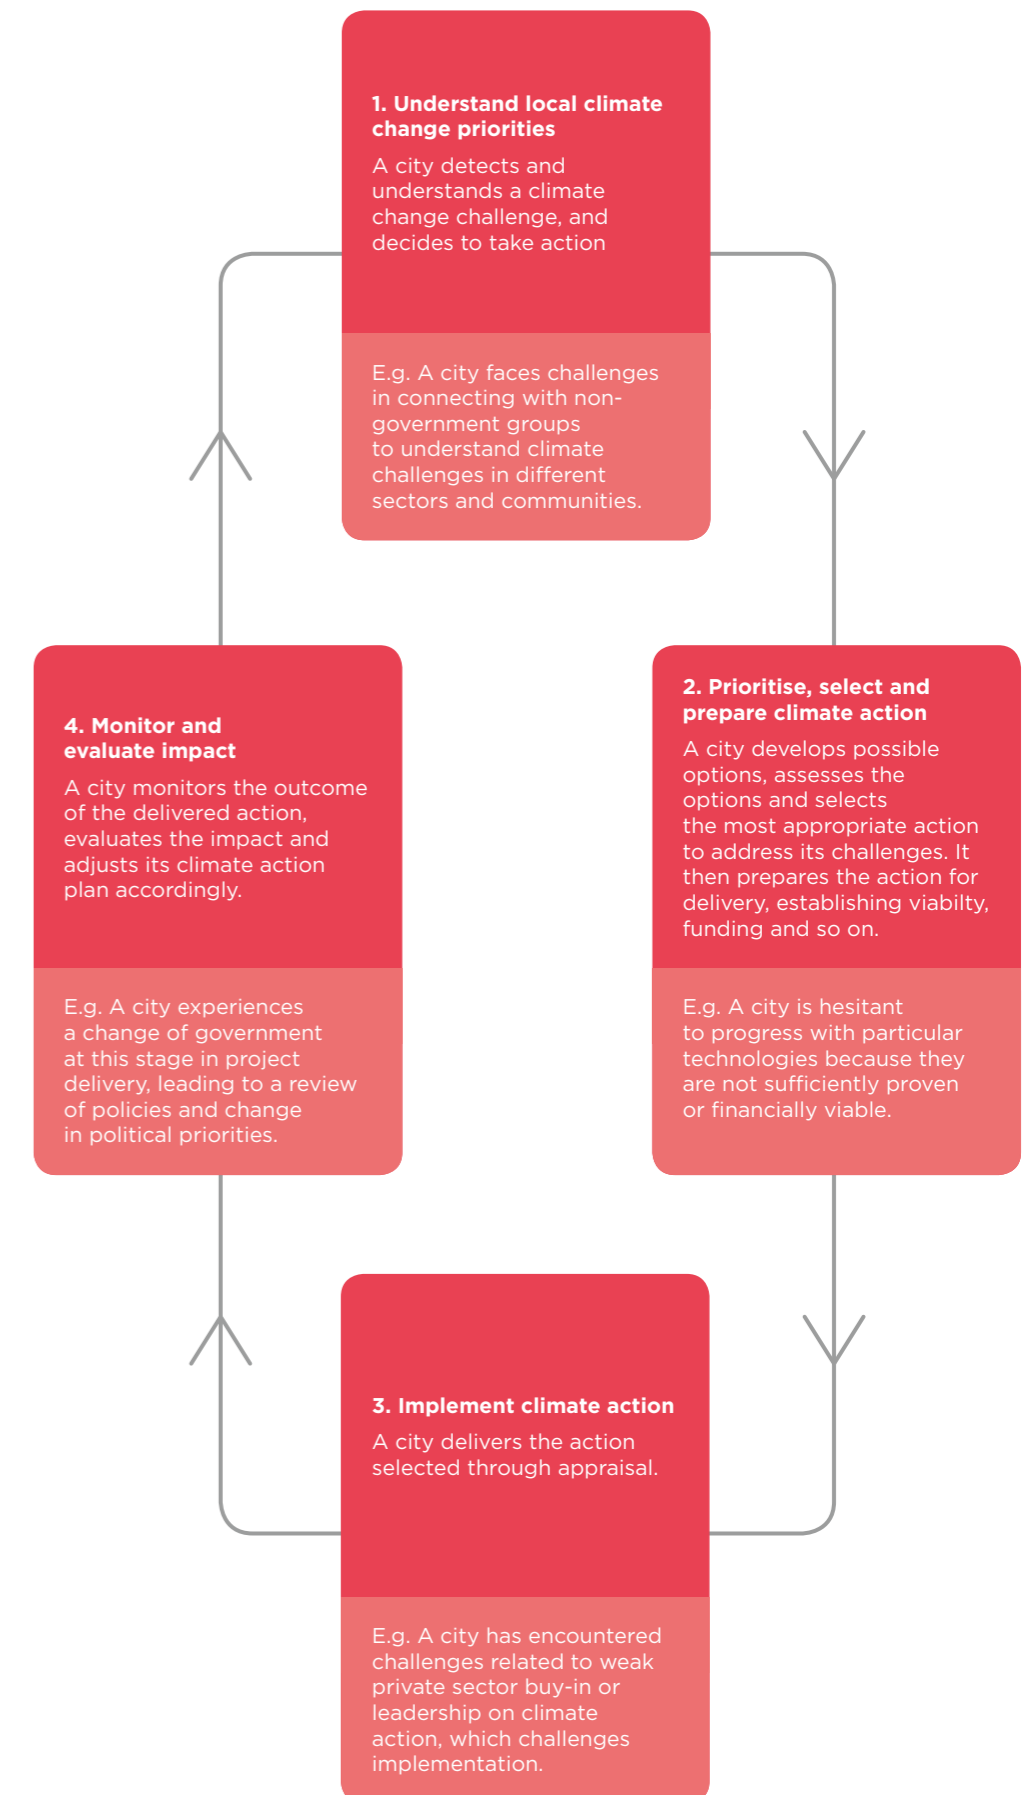 1. Understand local climate
change priorities
A city detects and
understands a climate
change challenge, and
decides to take action
E.g. A city faces challenges
in connecting with non-
government groups
to understand climate
challenges in different
sectors and communities.
2. Prioritise, select and
prepare climate action
A city develops possible
options, assesses the
options and selects
the most appropriate action
to address its challenges. It
then prepares the action for
delivery, establishing viabilty,
funding and so on.
E.g. A city is hesitant
to progress with particular
technologies because they
are not sufficiently proven
or financially viable.
3. Implement climate action
A city delivers the action
selected through appraisal.
E.g. A city has encountered
challenges related to weak
private sector buy-in or
leadership on climate
action, which challenges
implementation.
4. Monitor and
evaluate impact
A city monitors the outcome
of the delivered action,
evaluates the impact and
adjusts its climate action
plan accordingly.
E.g. A city experiences
a change of government
at this stage in project
delivery, leading to a review
of policies and change
in political priorities.